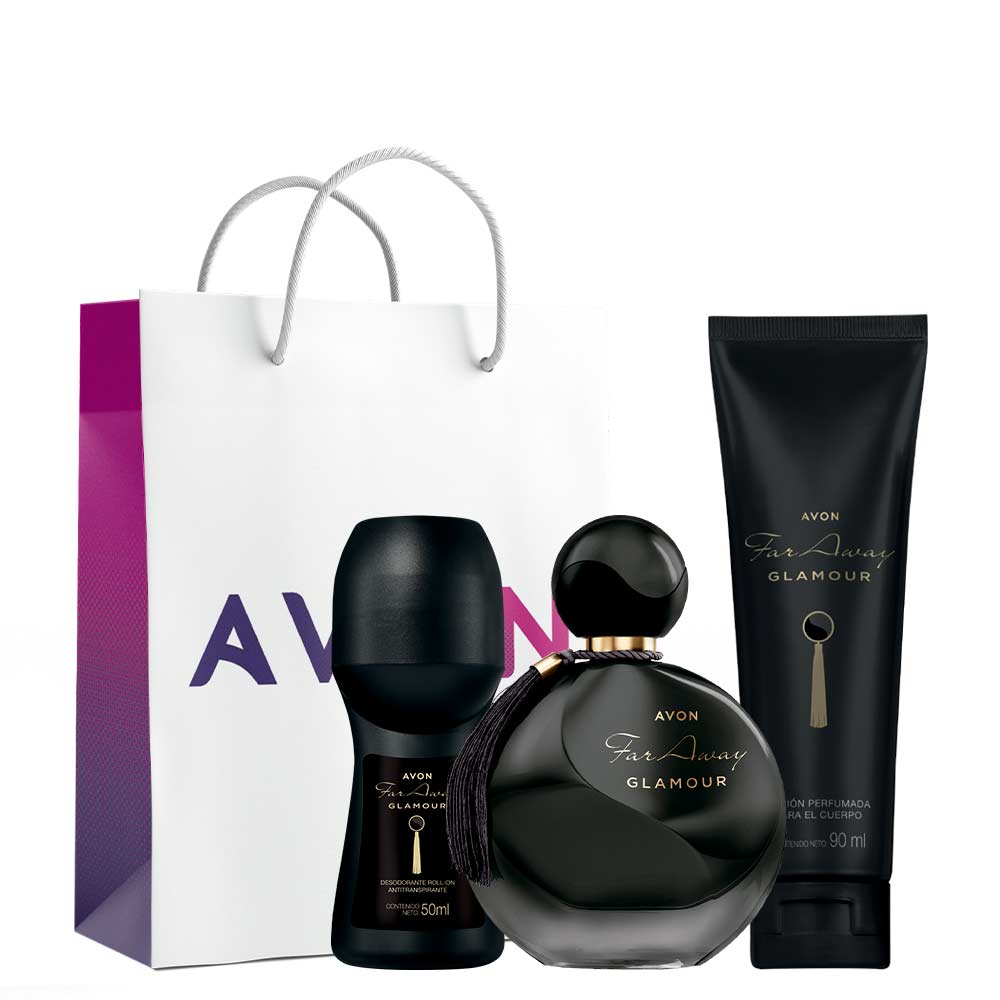 AVON
AVON
Far Away
GLAMOUR
DESODORANTE ROLL-ON
ANTITRANSPIRANTE
CONTENIDO
NETO: 50ml
AVON
Far Away
GLAMOUR
AVON
Far Away
GLAMOUR
IÓN PERFUMADA
RA EL CUERPO
TENIDO NETO: 90 ml